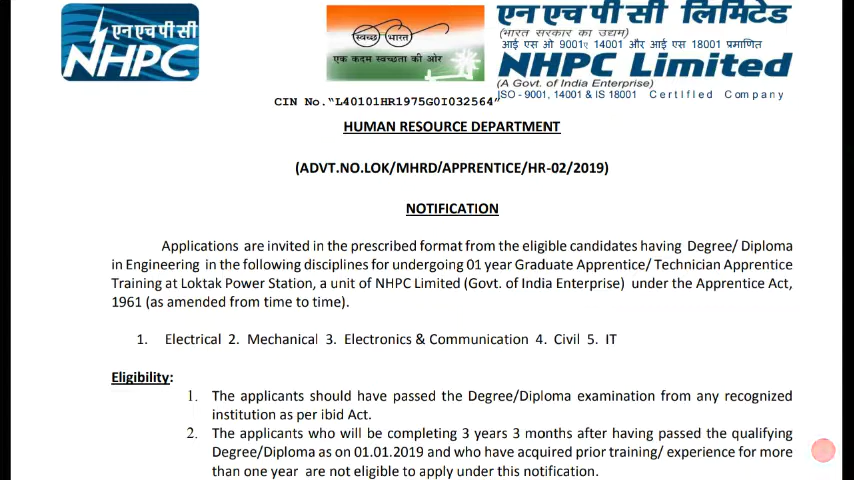 एन एच पी सी
NHPC
स्वच्छ भारत
एक कदम स्वच्छता की ओर
एन एच पी सी लिमिटेड
(भारत सरकार का उद्यम)
आई एस ओ 9001ए 14001 और आई एस 18001 प्रमाणित
NHPC Limited
(A Govt. of India Enterprise)
ISO - 9001, 14001 & IS 18001 Certified Company
CIN No."L40101HR1975GOI032564"
HUMAN RESOURCE DEPARTMENT
(ADVT.NO.LOK/MHRD/APPRENTICE/HR-02/2019)
NOTIFICATION
Applications are invited in the prescribed format from the eligible candidates having Degree/ Diploma
in Engineering in the following disciplines for undergoing 01 year Graduate Apprentice/ Technician Apprentice
Training at Loktak Power Station, a unit of NHPC Limited (Govt. of India Enterprise) under the Apprentice Act,
1961 (as amended from time to time).
1. Electrical 2. Mechanical 3. Electronics & Communication 4. Civil 5. IT
Eligibility:
1. The applicants should have passed the Degree/Diploma examination from any recognized
institution as per ibid Act.
2. The applicants who will be completing 3 years 3 months after having passed the qualifying
Degree/Diploma as on 01.01.2019 and who have acquired prior training/ experience for more
than one year are not eligible to apply under this notification.